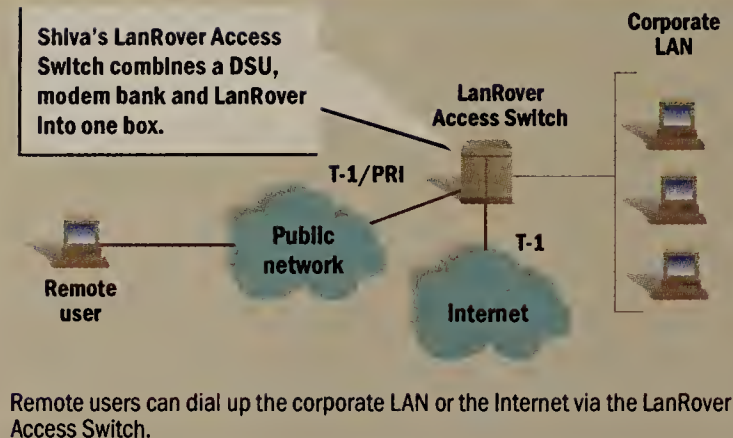 Shiva's LanRover Access
Switch combines a DSU,
modem bank and LanRover
into one box.
Corporate
LAN
LanRover
Access Switch
T-1/PRI
Public
network
T-1
Remote
user
Internet
Remote users can dial up the corporate LAN or the Internet via the LanRover
Access Switch.